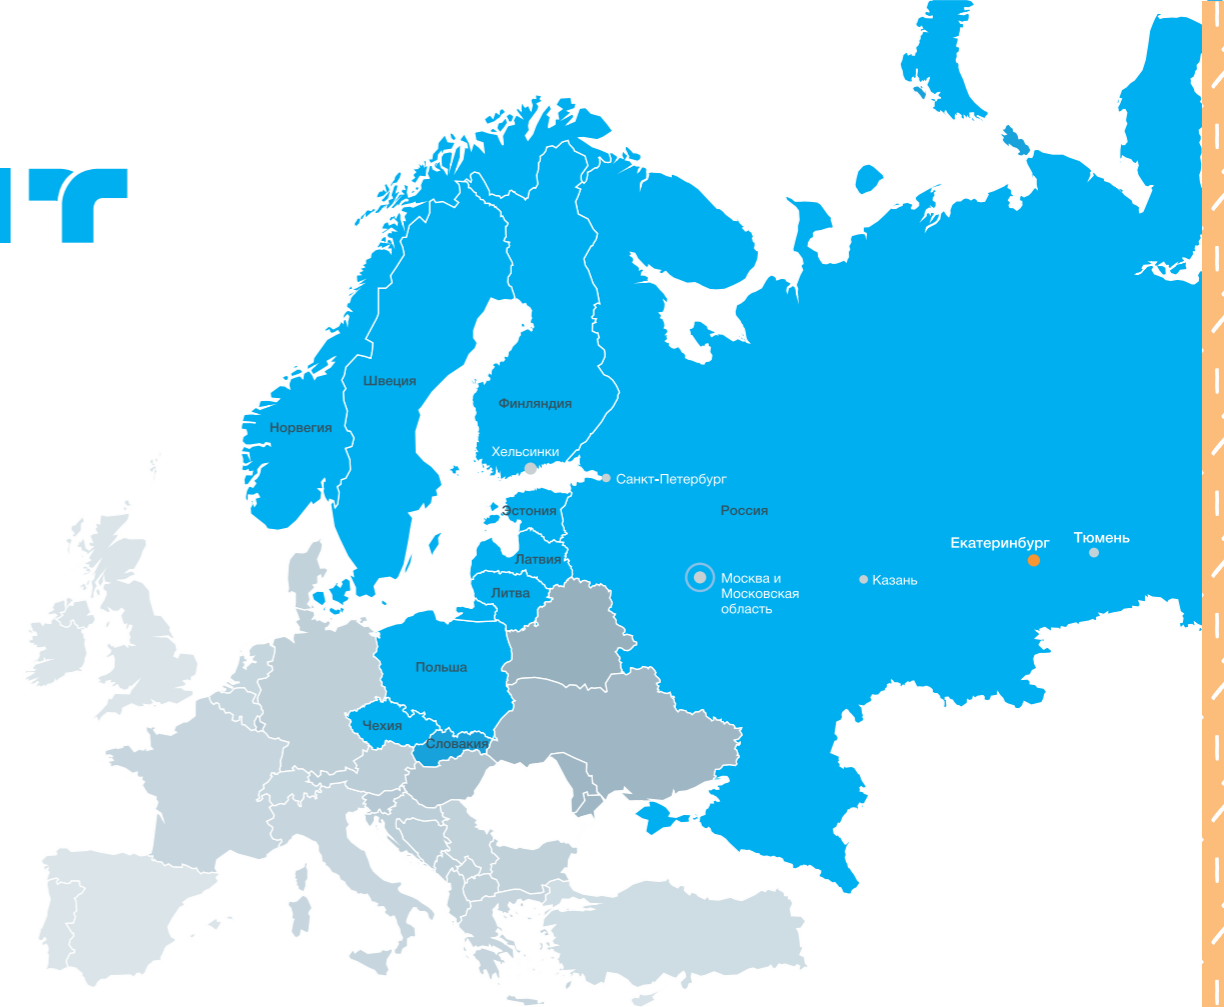 Швеция
Финляндия
Норвегия
Хельсинки
Санкт-Петербург
Эстония
Россия
Екатеринбург
Тюмень
Латвия
Москва и
Московская
область
Казань
Литва
Польша
Чехия
Словакия